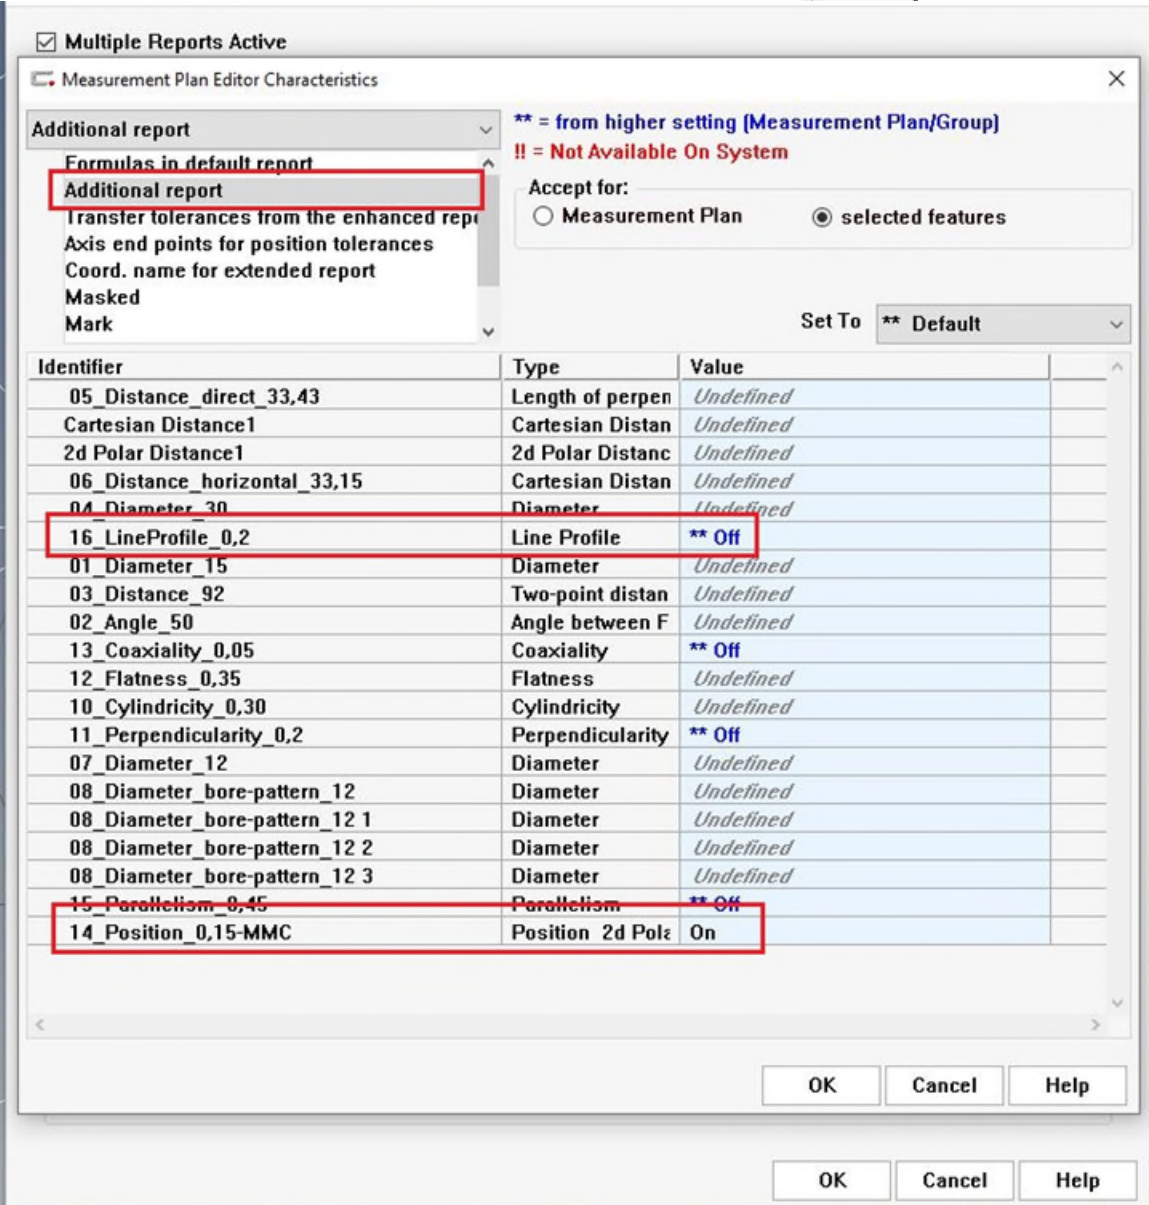 Multiple Reports Active
Measurement Plan Editor Characteristics
Additional report
** = from higher setting (Measurement Plan/Group)
!! = Not Available On System
Formulas in default report
Additional report
Transfer tolerances from the enhanced repo
Axis end points for position tolerances
Coord. name for extended report
Masked
Mark
Accept for:
Measurement Plan
selected features
Set To ** Default
Identifier Type Value
05_Distance_direct_33,43 Length of perpen Undefined
Cartesian Distance1 Cartesian Distan Undefined
2d Polar Distance1 2d Polar Distanc Undefined
06_Distance_horizontal_33,15 Cartesian Distan Undefined
04_Diameter_30 Diameter Undefined
16_LineProfile_0,2 Line Profile ** Off
01_Diameter_15 Diameter Undefined
03_Distance_92 Two-point distan Undefined
02_Angle_50 Angle between F Undefined
13_Coaxiality_0,05 Coaxiality ** Off
12_Flatness_0,35 Flatness Undefined
10_Cylindricity_0,30 Cylindricity Undefined
11_Perpendicularity_0,2 Perpendicularity ** Off
07_Diameter_12 Diameter Undefined
08_Diameter_bore-pattern_12 Diameter Undefined
08_Diameter_bore-pattern_12 1 Diameter Undefined
08_Diameter_bore-pattern_12 2 Diameter Undefined
08_Diameter_bore-pattern_12 3 Diameter Undefined
15_Parallelism_0,45 Parallelism ** Off
14_Position_0,15-MMC Position 2d Pola On
OK Cancel Help
OK Cancel Help